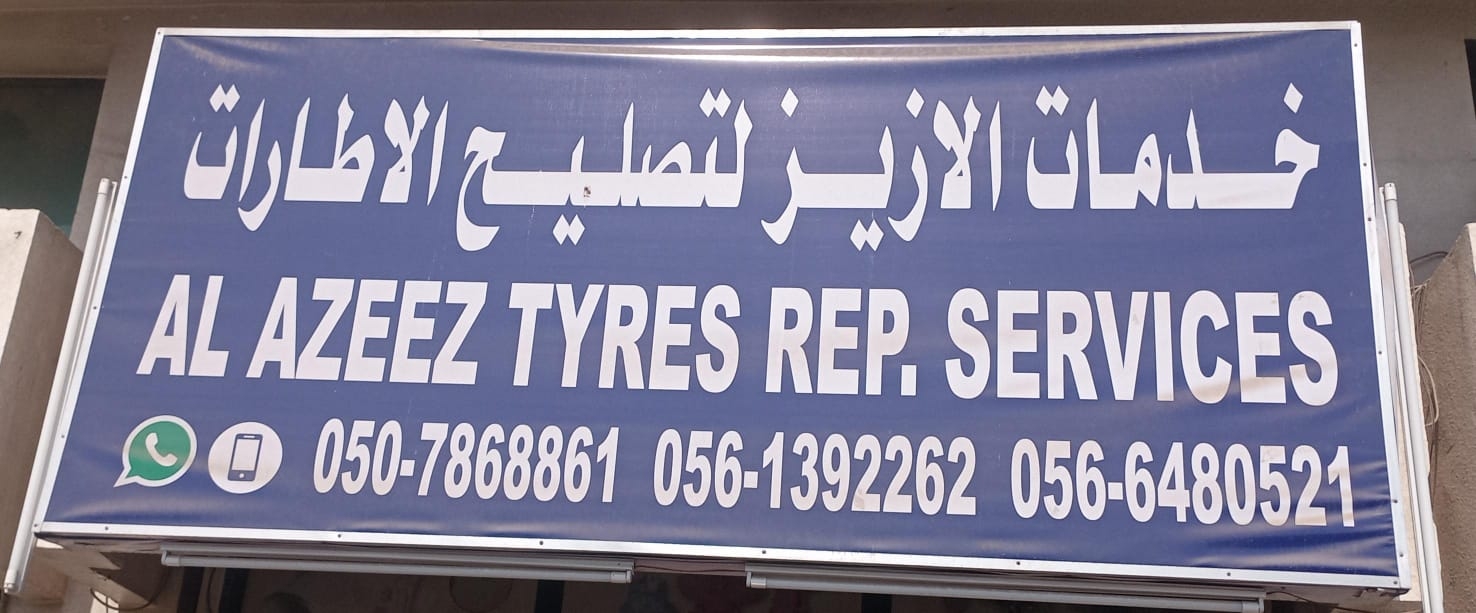 خدمات الازيز لتصليح الاطارات
AL AZEEZ TYRES REP. SERVICES
050-7868861 056-1392262 056-6480521